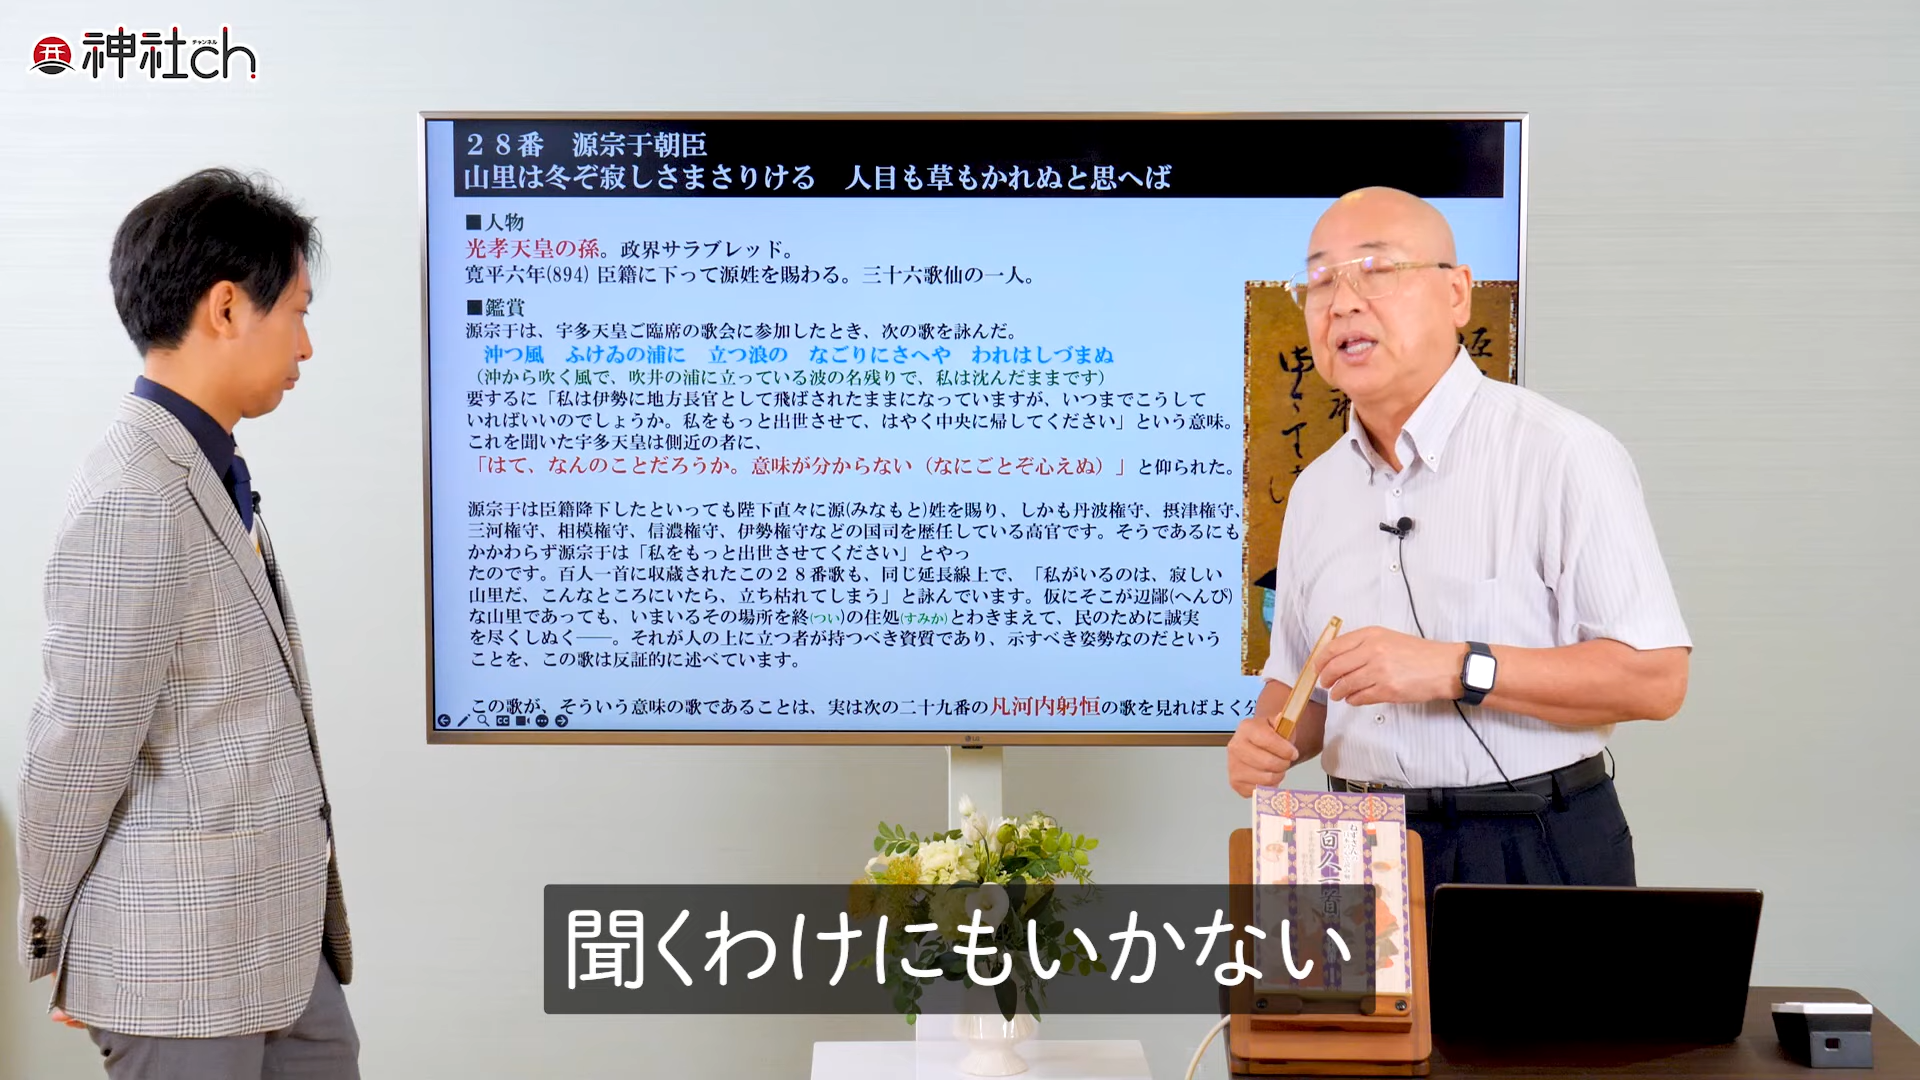 神社ch
チャンネル
２８番　源宗于朝臣
山里は冬ぞ寂しさまさりける　人目も草もかれぬと思へば
■人物
光孝天皇の孫。政界サラブレッド。
寛平六年(894) 臣籍に下って源姓を賜わる。三十六歌仙の一人。
■鑑賞
源宗于は、宇多天皇ご臨席の歌会に参加したとき、次の歌を詠んだ。
沖つ風　ふけゐの浦に　立つ浪の　なごりにさへや　われはしづまぬ
（沖から吹く風で、吹井の浦に立っている波の名残りで、私は沈んだままです）
要するに「私は伊勢に地方長官として飛ばされたままになっていますが、いつまでこうして
いればいいのでしょうか。私をもっと出世させて、はやく中央に帰してください」という意味。
これを聞いた宇多天皇は側近の者に、
「はて、なんのことだろうか。意味が分からない（なにごとぞ心えぬ）」と仰られた。
源宗于は臣籍降下したといっても陛下直々に源(みなもと)姓を賜り、しかも丹波権守、摂津権守、
三河権守、相模権守、信濃権守、伊勢権守などの国司を歴任している高官です。そうであるにも
かかわらず源宗于は「私をもっと出世させてください」とやっ
たのです。百人一首に収蔵されたこの２８番歌も、同じ延長線上で、「私がいるのは、寂しい
山里だ、こんなところにいたら、立ち枯れてしまう」と詠んでいます。仮にそこが辺鄙(へんぴ)
な山里であっても、いまいるその場所を終(つい)の住処(すみか)とわきまえて、民のために誠実
を尽くしぬく──。それが人の上に立つ者が持つべき資質であり、示すべき姿勢なのだという
ことを、この歌は反証的に述べています。
この歌が、そういう意味の歌であることは、実は次の二十九番の凡河内躬恒の歌を見ればよく分
LG
ねずさんの
百人一首
聞くわけにもいかない